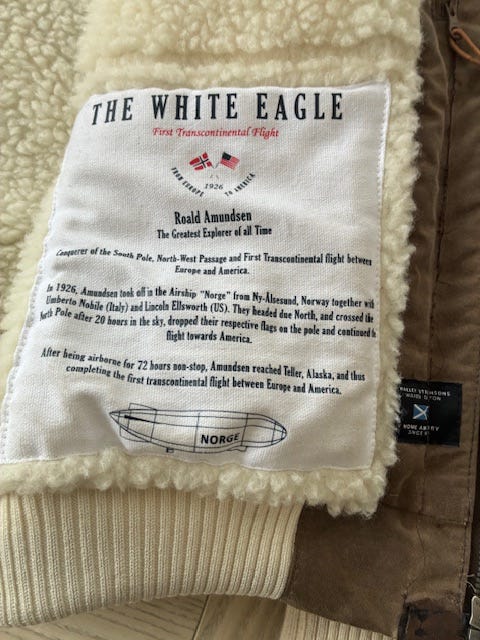 THE WHITE EAGLE
First Transcontinental Flight
FROM EUROPE TO AMERICA
1926
Roald Amundsen
The Greatest Explorer of all Time
Conquerer of the South Pole, North-West Passage and First Transcontinental flight between
Europe and America.
In 1926, Amundsen took off in the Airship "Norge" from Ny-Ålsesund, Norway together with
Umberto Nobile (Italy) and Lincoln Ellsworth (US). They headed due North, and crossed the
North Pole after 20 hours in the sky, dropped their respective flags on the pole and continued
flight towards America.
After being airborne for 72 hours non-stop, Amundsen reached Teller, Alaska, and thus
completing the first transcontinental flight between Europe and America.
NORGE